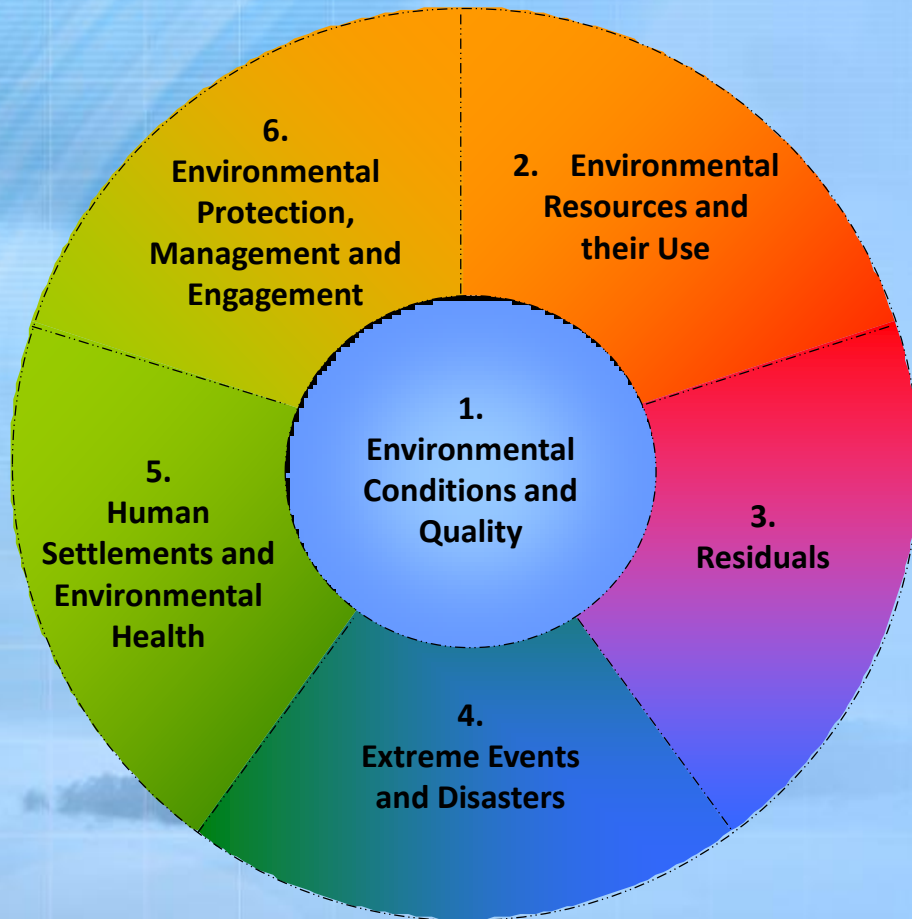 1.
Environmental
Conditions and
Quality
2. Environmental
Resources and
their Use
3.
Residuals
4.
Extreme Events
and Disasters
5.
Human
Settlements and
Environmental
Health
6.
Environmental
Protection,
Management and
Engagement